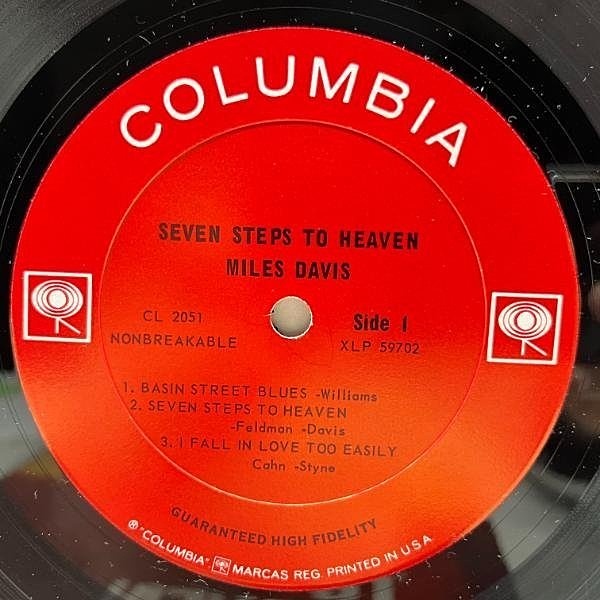 COLUMBIA
SEVEN STEPS TO HEAVEN
MILES DAVIS
CL 2051
NONBREAKABLE
Side 1
XLP 59702
1. BASIN STREET BLUES -Williams
2. SEVEN STEPS TO HEAVEN
-Feldman -Davis
3. I FALL IN LOVE TOO EASILY
Cahn -Styne
GUARANTEED HIGH FIDELITY
® "COLUMBIA" MARCAS REG. PRINTED IN U.S.A.